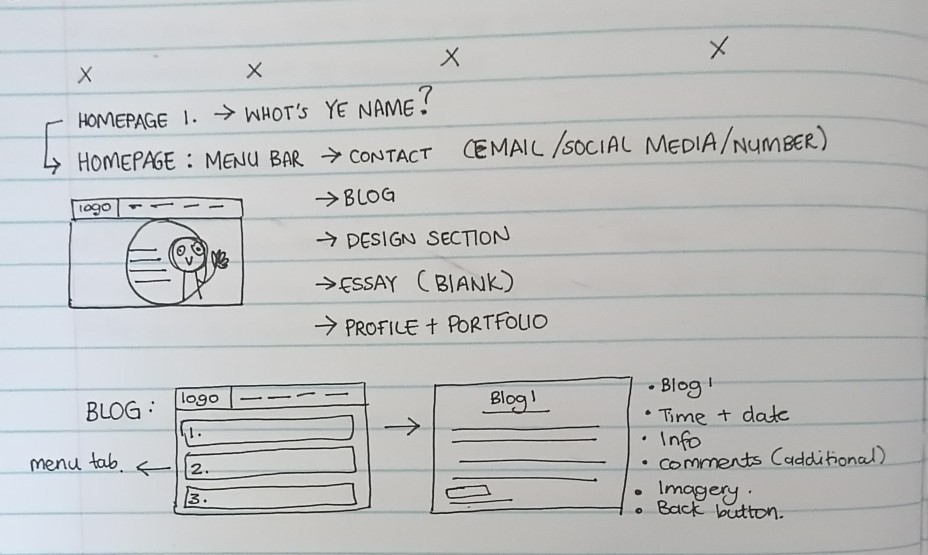 X X X X
HOMEPAGE 1. → WHOT'S YE NAME?
HOMEPAGE : MENU BAR → CONTACT (EMAIL/SOCIAL MEDIA/NUMBER)
→ BLOG
logo
→ DESIGN SECTION
→ ESSAY (BLANK)
→ PROFILE + PORTFOLIO
BLOG :
logo
1.
2.
3.
menu tab. ←
→
Blog 1
• Blog 1
• Time + date
• Info
• comments (additional)
• Imagery.
• Back button.